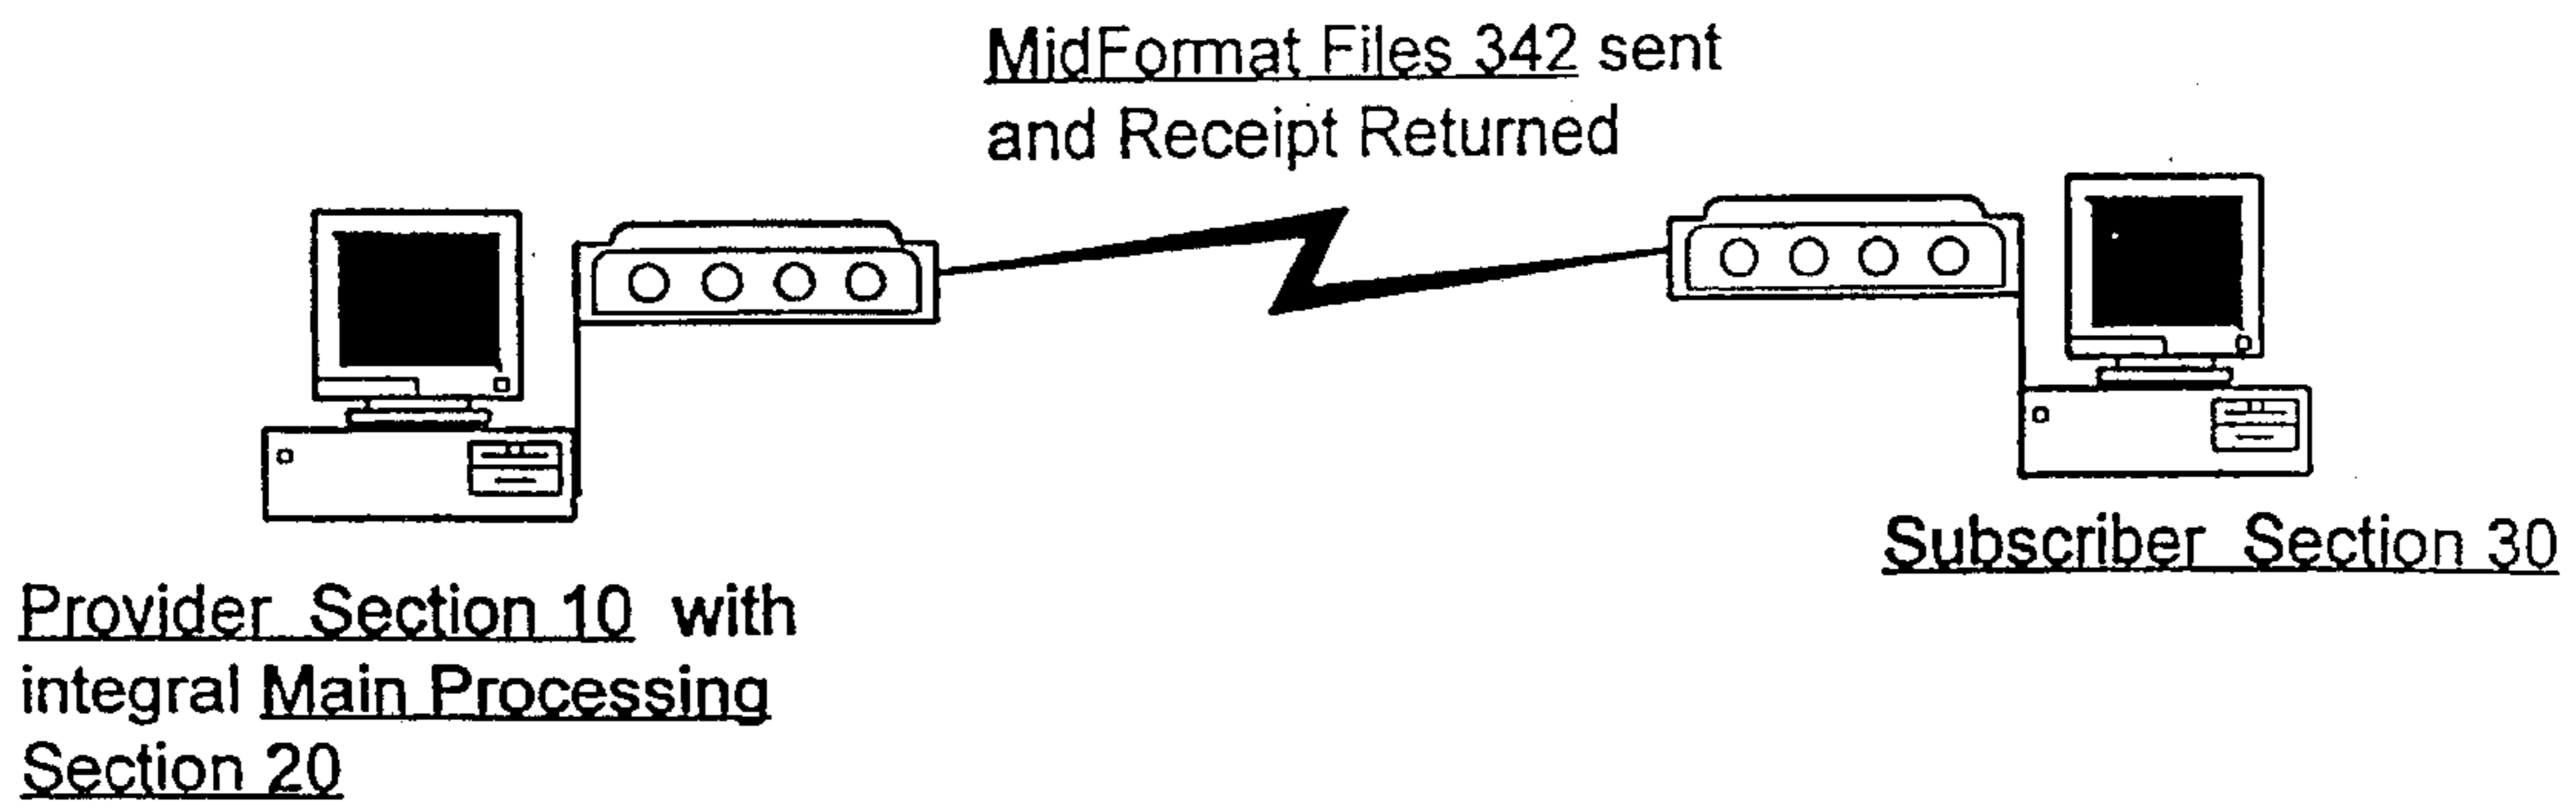 MidFormat Files 342 sent
and Receipt Returned
Subscriber Section 30
Provider Section 10 with
integral Main Processing
Section 20